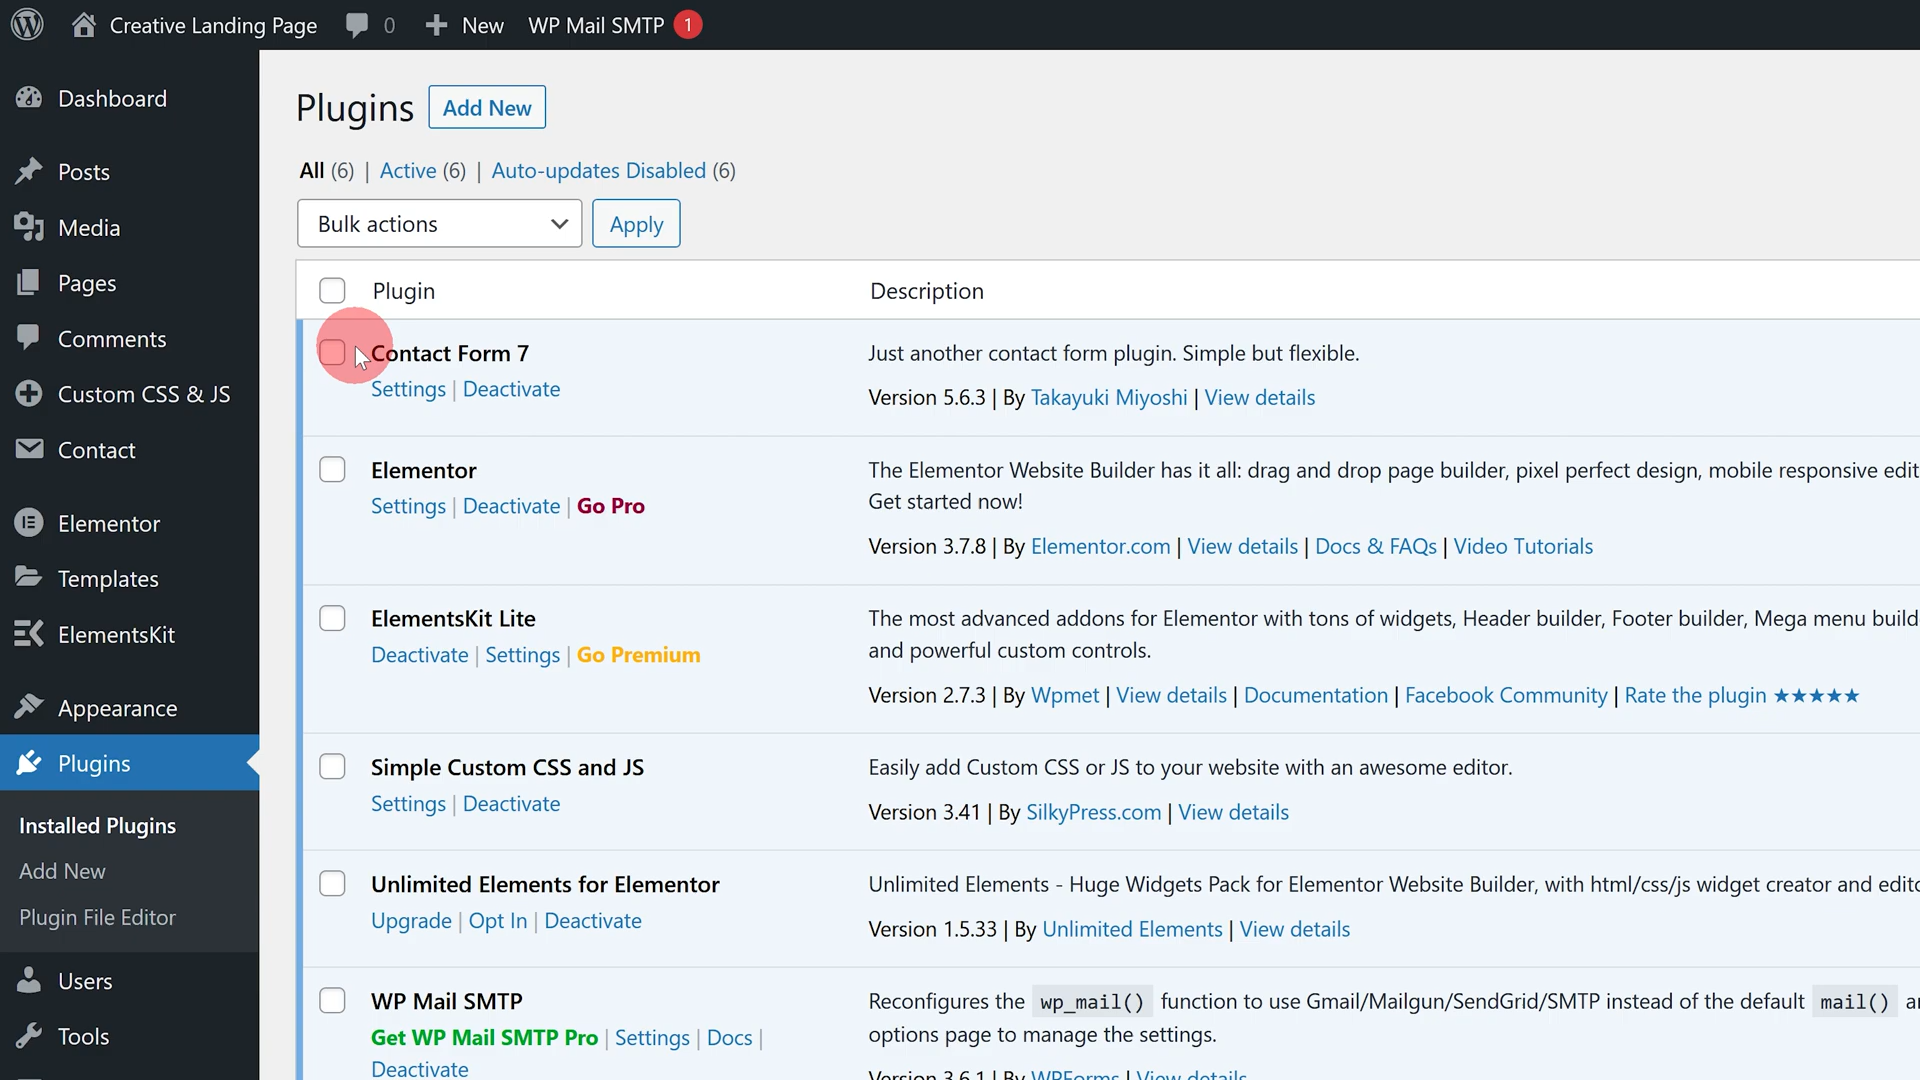 Creative Landing Page 0 New WP Mail SMTP 1
Dashboard
Posts
Media
Pages
Comments
Custom CSS & JS
Contact
Elementor
Templates
ElementsKit
Appearance
Plugins
Installed Plugins
Add New
Plugin File Editor
Users
Tools
Plugins Add New
All (6) | Active (6) | Auto-updates Disabled (6)
Bulk actions Apply
Plugin Description
Contact Form 7
Settings | Deactivate
Just another contact form plugin. Simple but flexible.
Version 5.6.3 | By Takayuki Miyoshi | View details
Elementor
Settings | Deactivate | Go Pro
The Elementor Website Builder has it all: drag and drop page builder, pixel perfect design, mobile responsive
Get started now!
Version 3.7.8 | By Elementor.com | View details | Docs & FAQs | Video Tutorials
ElementsKit Lite
Deactivate | Settings | Go Premium
The most advanced addons for Elementor with tons of widgets, Header builder, Footer builder, Mega menu
and powerful custom controls.
Version 2.7.3 | By Wpmet | View details | Documentation | Facebook Community | Rate the plugin ★★★★★
Simple Custom CSS and JS
Settings | Deactivate
Easily add Custom CSS or JS to your website with an awesome editor.
Version 3.41 | By SilkyPress.com | View details
Unlimited Elements for Elementor
Upgrade | Opt In | Deactivate
Unlimited Elements - Huge Widgets Pack for Elementor Website Builder, with html/css/js widget creator and
Version 1.5.33 | By Unlimited Elements | View details
WP Mail SMTP
Get WP Mail SMTP Pro | Settings | Docs |
Deactivate
Reconfigures the wp_mail() function to use Gmail/Mailgun/SendGrid/SMTP instead of the default mail()
options page to manage the settings.
Version 3.6.1 | By WPForms | View details